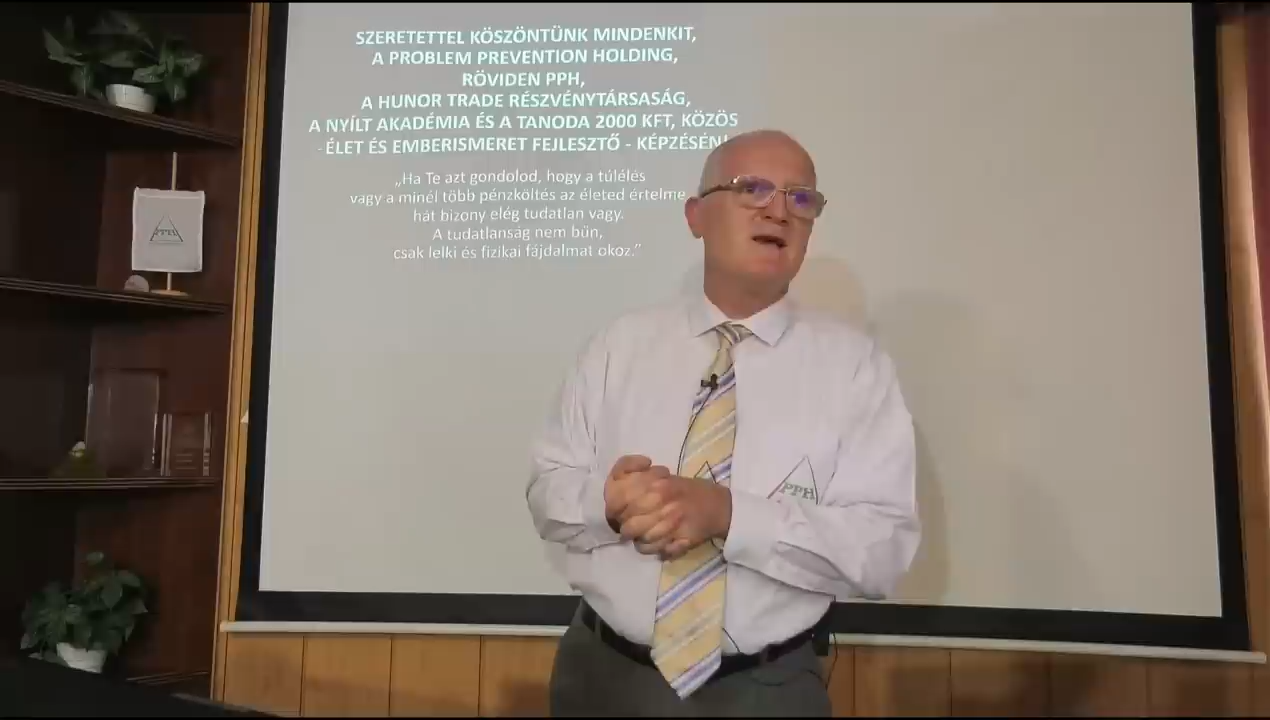 SZERETETTEL KÖSZÖNTÜNK MINDENKIT,
A PROBLEM PREVENTION HOLDING,
RÖVIDEN PPH,
A HUNOR TRADE RÉSZVÉNYTÁRSASÁG,
A NYÍLT AKADÉMIA ÉS A TANODA 2000 KFT, KÖZÖS
- ÉLET ÉS EMBERISMERET FEJLESZTŐ - KÉPZÉSÉN!
„Ha Te azt gondolod, hogy a túlélés
vagy a minél több pénzköltés az életed értelme,
hát bizony elég tudatlan vagy.
A tudatlanság nem bűn,
csak lelki és fizikai fájdalmat okoz.”
PPH
PPH